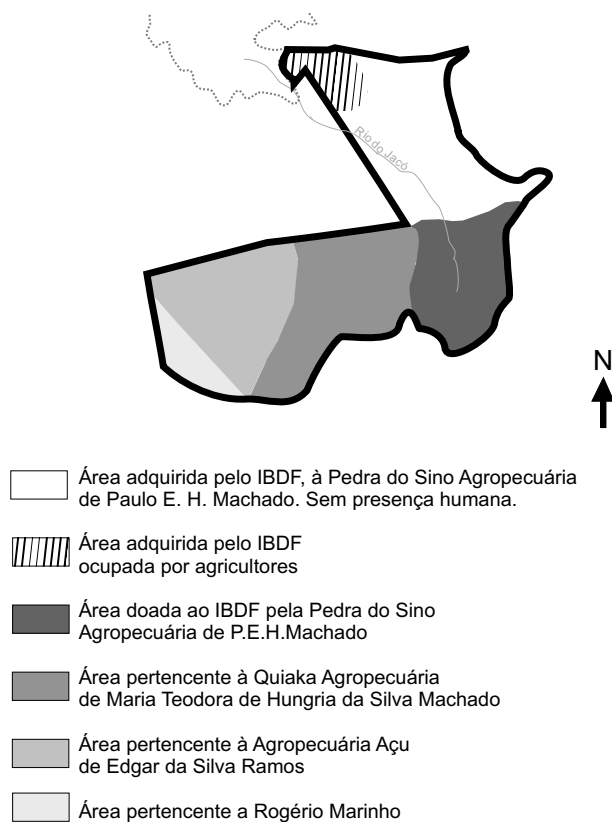 Rio do Jacó
N
Área adquirida pelo IBDF, à Pedra do Sino Agropecuária
de Paulo E. H. Machado. Sem presença humana.
Área adquirida pelo IBDF
ocupada por agricultores
Área doada ao IBDF pela Pedra do Sino
Agropecuária de P.E.H.Machado
Área pertencente à Quiaka Agropecuária
de Maria Teodora de Hungria da Silva Machado
Área pertencente à Agropecuária Açu
de Edgar da Silva Ramos
Área pertencente a Rogério Marinho